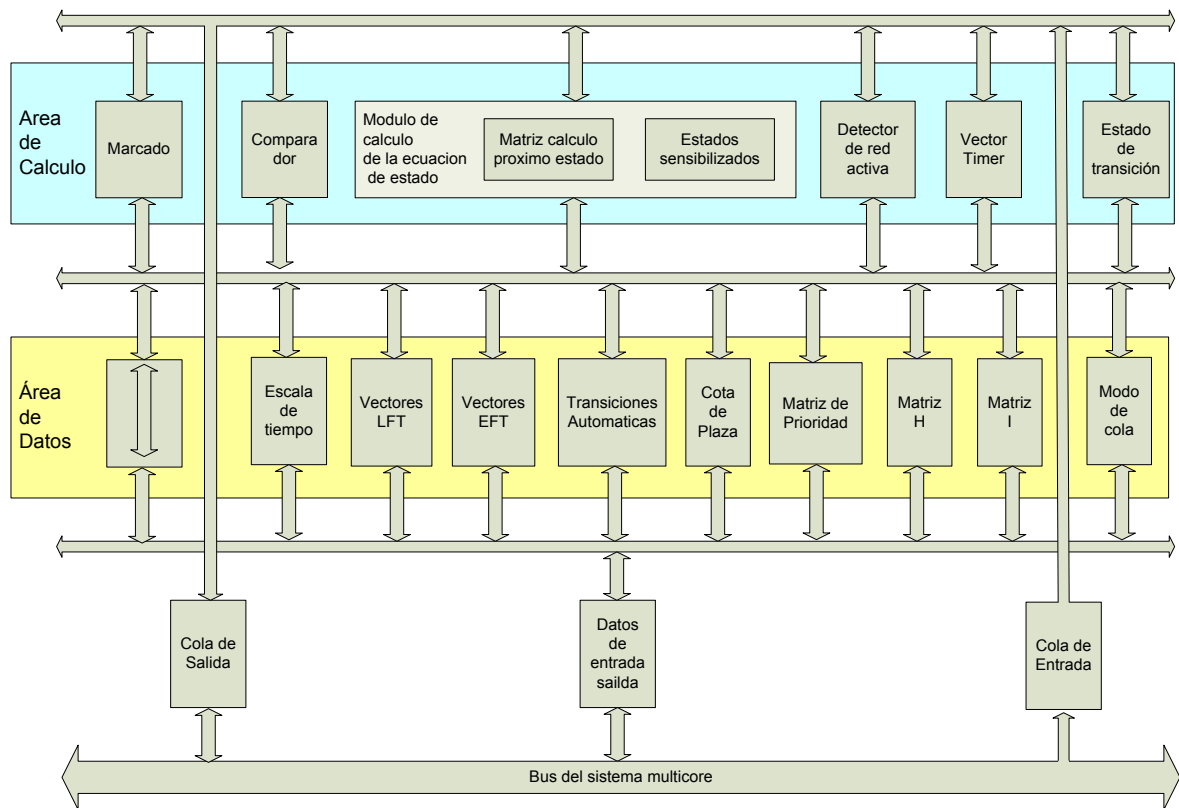 Area
de
Calculo
Marcado
Compara
dor
Modulo de
calculo
de la ecuacion
de estado
Matriz calculo
proximo estado
Estados
sensibilizados
Detector
de red
activa
Vector
Timer
Estado
de
transición
Área
de
Datos
Escala
de
tiempo
Vectores
LFT
Vectores
EFT
Transiciones
Automaticas
Cota
de
Plaza
Matriz de
Prioridad
Matriz
H
Matriz
I
Modo
de
cola
Cola de
Salida
Datos
de
entrada
sailda
Cola de
Entrada
Bus del sistema multicore